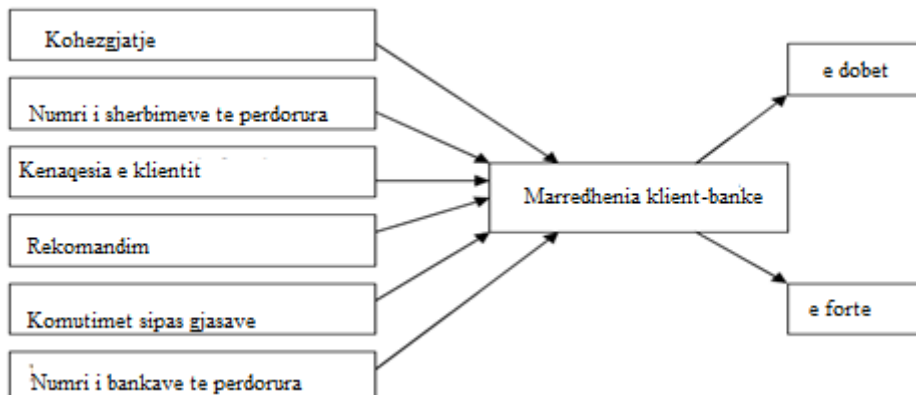 Kohezgjatje
Numri i sherbimeve te perdorura
Kenaqesia e klientit
Rekomandim
Komutimet sipas gjasave
Numri i bankave te perdorura
Marredhenia klient-banke
e dobet
e forte